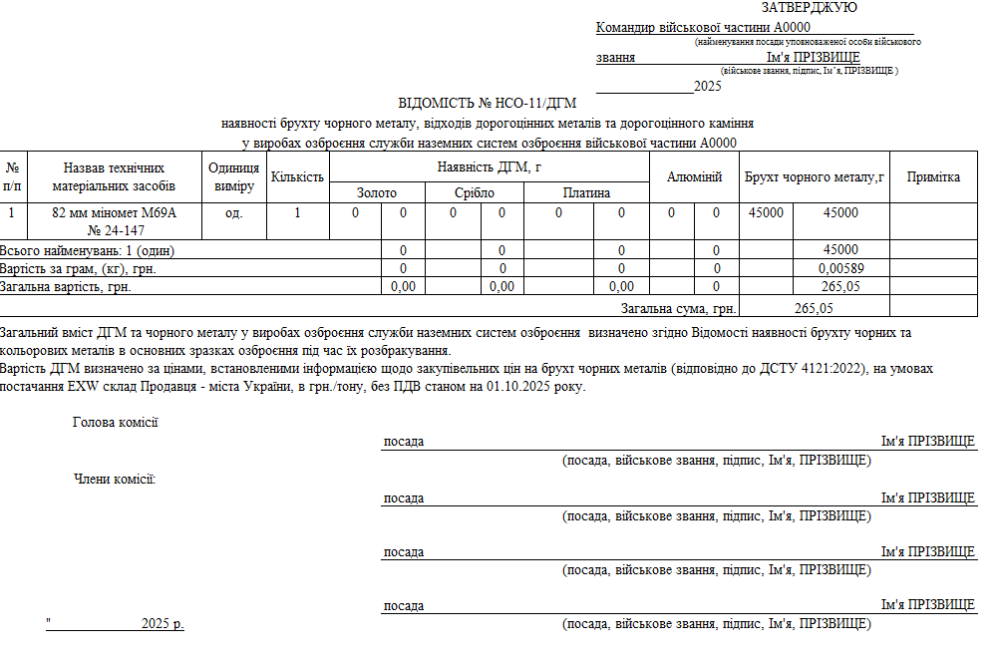 ЗАТВЕРДЖУЮ
Командир військової частини А0000
(найменування посади уповноваженої особи військового
звання Ім'я ПРІЗВИЩЕ
(військове звання, підпис, Ім'я, ПРІЗВИЩЕ )
______________2025
ВІДОМІСТЬ № НСО-11/ДГМ
наявності брухту чорного металу, відходів дорогоцінних металів та дорогоцінного каміння
у виробах озброєння служби наземних систем озброєння військової частини А0000
№ п/п Назвав технічних матеріальних засобів Одиниця виміру Кількість Наявність ДГМ, г Алюміній Брухт чорного металу,г Примітка
Золото Срібло Платина
1 82 мм міномет М69А од. 1 0 0 0 0 0 0 0 0 45000 45000
№ 24-147
Всього найменувань: 1 (один) 0 0 0 0 45000
Вартість за грам, (кг), грн. 0 0 0 0 0,00589
Загальна вартість, грн. 0,00 0,00 0,00 0 265,05
Загальна сума, грн. 265,05
Загальний вміст ДГМ та чорного металу у виробах озброєння служби наземних систем озброєння визначено згідно Відомості наявності брухту чорних та
кольорових металів в основних зразках озброєння під час їх розбракування.
Вартість ДГМ визначено за цінами, встановленими інформацією щодо закупівельних цін на брухт чорних металів (відповідно до ДСТУ 4121:2022), на умовах
постачання EXW склад Продавця - міста України, в грн./тону, без ПДВ станом на 01.10.2025 року.
Голова комісії
посада Ім'я ПРІЗВИЩЕ
(посада, військове звання, підпис, Ім'я, ПРІЗВИЩЕ)
Члени комісії:
посада Ім'я ПРІЗВИЩЕ
(посада, військове звання, підпис, Ім'я, ПРІЗВИЩЕ)
посада Ім'я ПРІЗВИЩЕ
(посада, військове звання, підпис, Ім'я, ПРІЗВИЩЕ)
посада Ім'я ПРІЗВИЩЕ
" 2025 р.
(посада, військове звання, підпис, Ім'я, ПРІЗВИЩЕ)